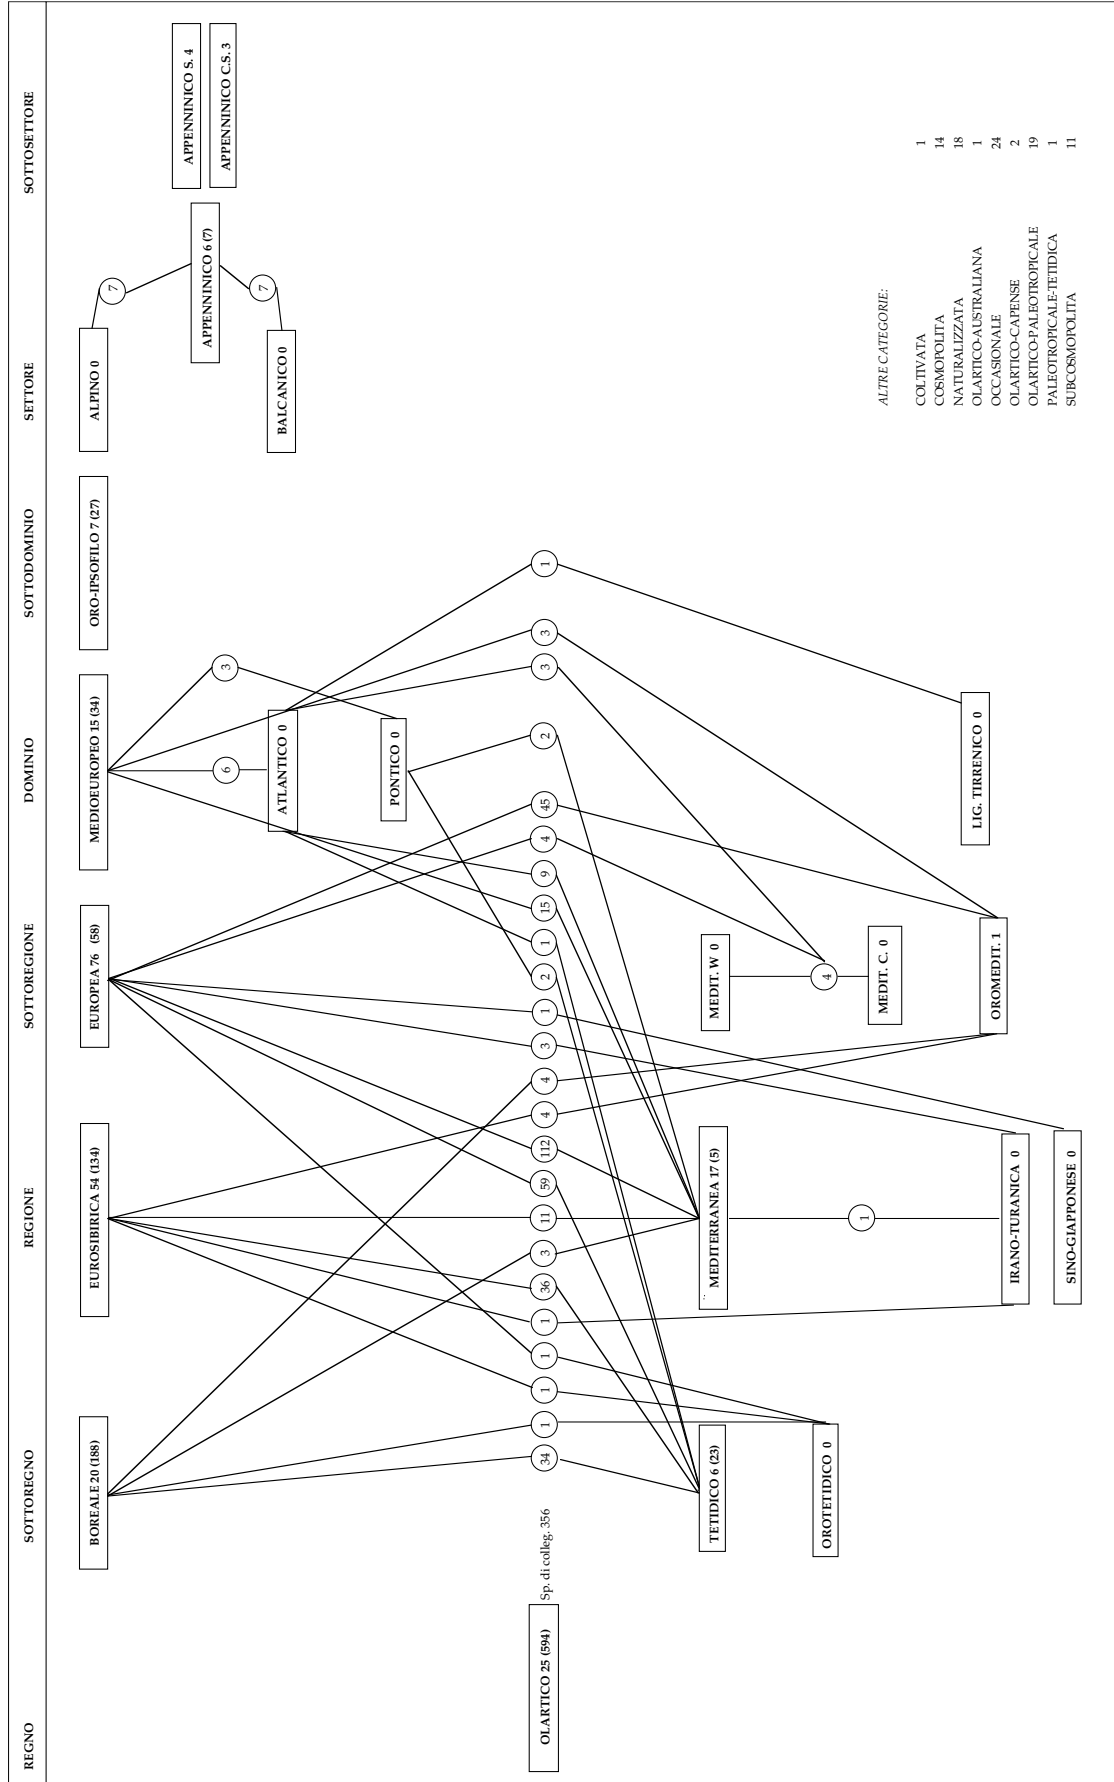 REGNO SOTTOREGNO REGIONE SOTTOREGIONE DOMINIO SOTTODOMINIO SETTORE SOTTOSETTORE
BOREALE 20 (188)
EUROSIBIRICA 54 (134)
EUROPEA 76 (58)
MEDIOEUROPEO 15 (34)
ORO-IPSOFILO 7 (27)
ALPINO 0
7
APPENNINICO 6 (7)
7
BALCANICO 0
APPENNINICO S. 4
APPENNINICO C.S. 3
3
6
ATLANTICO 0
PONTICO 0
OLARTICO 25 (594)
Sp. di colleg. 356
34
1
1
1
1
36
3
11
59
112
4
4
3
1
2
1
15
9
4
45
2
3
3
1
TETIDICO 6 (23)
OROTETIDICO 0
MEDITERRANEA 17 (5)
1
IRANO-TURANICA 0
SINO-GIAPPONESE 0
MEDIT. W 0
4
MEDIT. C. 0
OROMEDIT. 1
LIG. TIRRENICO 0
ALTRE CATEGORIE:
COLTIVATA 1
COSMOPOLITA 14
NATURALIZZATA 18
OLARTICO-AUSTRALIANA 1
OCCASIONALE 24
OLARTICO-CAPENSE 2
OLARTICO-PALEOTROPICALE 19
PALEOTROPICALE-TETIDICA 1
SUBCOSMOPOLITA 11